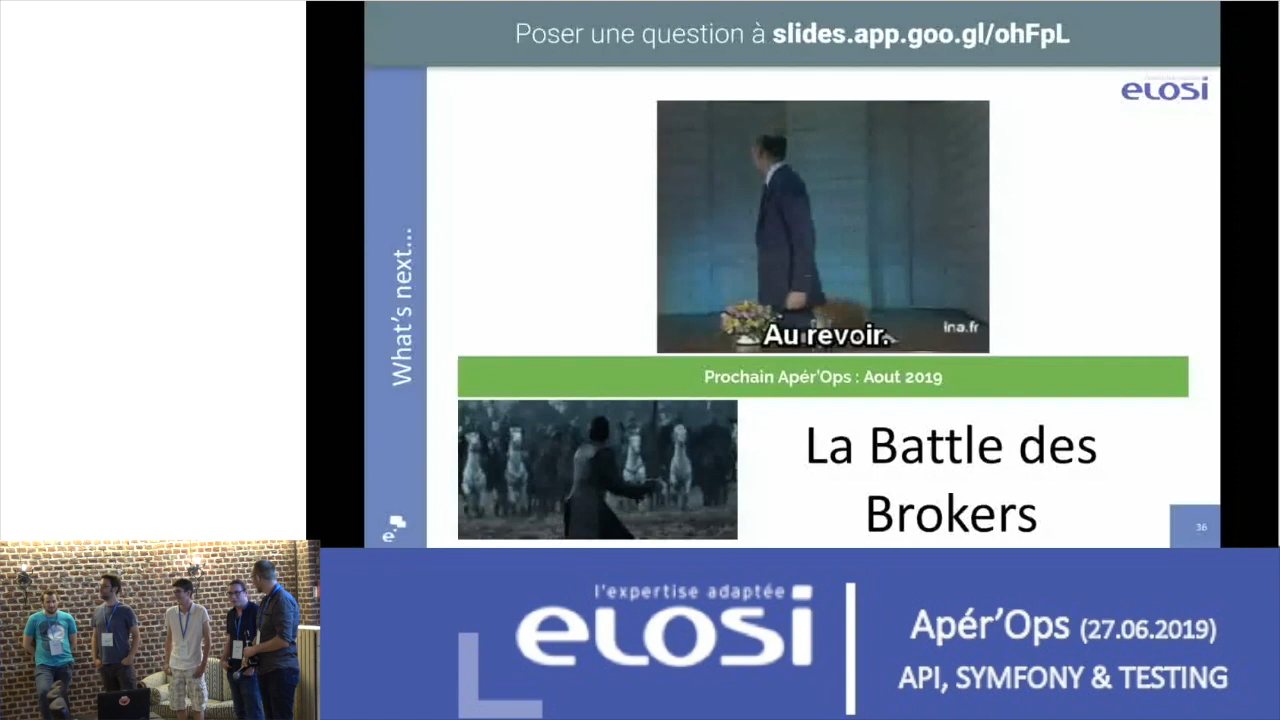 Poser une question à slides.app.goo.gl/ohFpL
elosi
What's next...
Au revoir.
ina.fr
Prochain Apér'Ops : Aout 2019
La Battle des
Brokers
e.
36
l'expertise adaptée
elosi
Apér'Ops (27.06.2019)
API, SYMFONY & TESTING